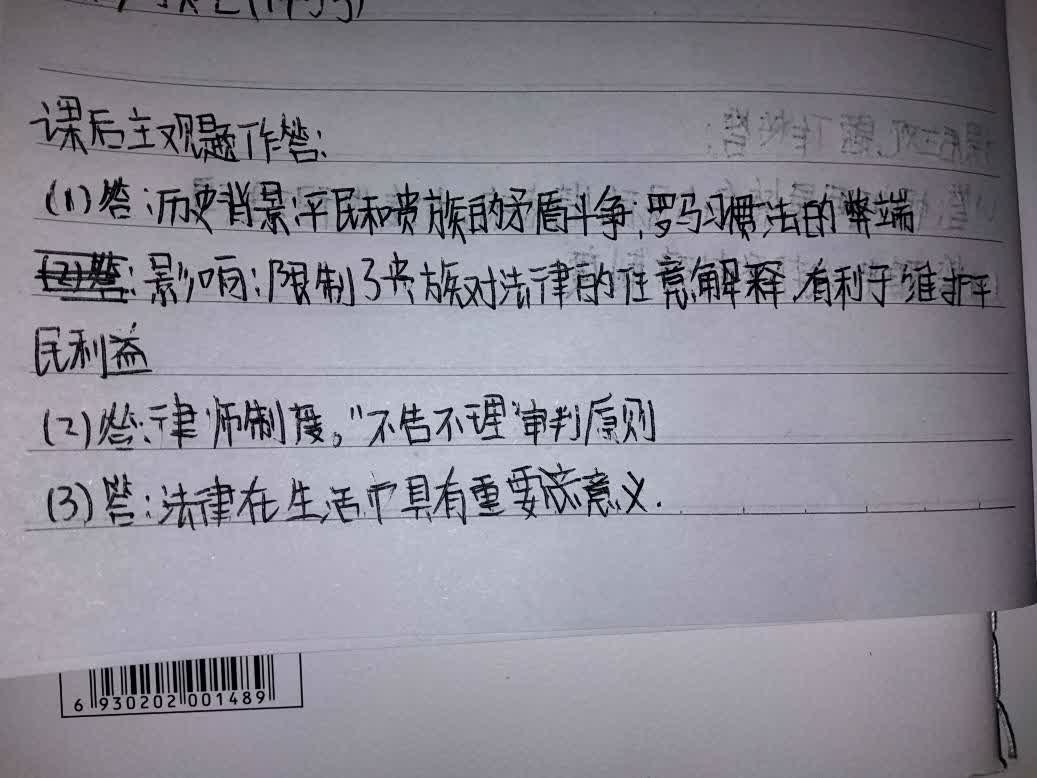 课后主观题作答:
(1)答:历史背景:平民和贵族的矛盾斗争;罗马习惯法的弊端
(2)答:影响:限制了贵族对法律的任意解释,有利于维护平
民利益
(2)答:律师制度。"不告不理"审判原则
(3)答:法律在生活中具有重要意义.
6 930202 001489